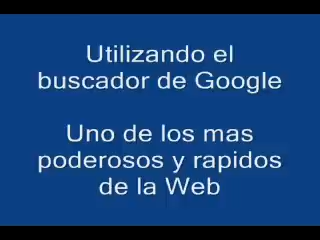 Utilizando el
buscador de Google
Uno de los mas
poderosos y rapidos
de la Web